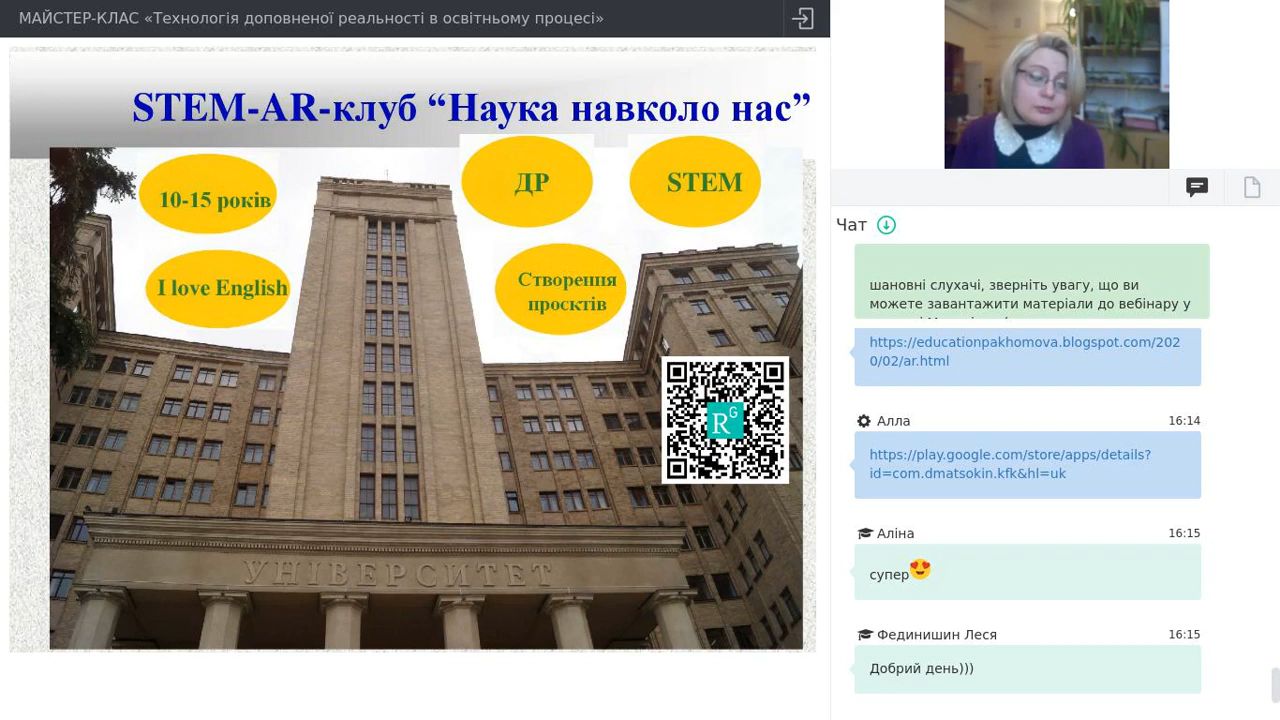 МАЙСТЕР-КЛАС «Технологія доповненої реальності в освітньому процесі»
STEM-AR-клуб “Наука навколо нас”
10-15 років
ДР
STEM
I love English
Створення
проєктів
RG
УНІВЕРСИТЕТ
Чат
шановні слухачі, зверніть увагу, що ви
можете завантажити матеріали до вебінару у
https://educationpakhomova.blogspot.com/202
0/02/ar.html
Алла 16:14
https://play.google.com/store/apps/details?
id=com.dmatsokin.kfk&hl=uk
Аліна 16:15
супер
Фединишин Леся 16:15
Добрий день)))